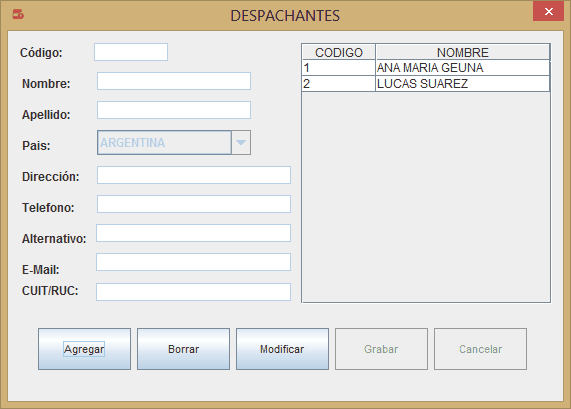 DESPACHANTES
Código:
Nombre:
Apellido:
Pais: ARGENTINA
Dirección:
Telefono:
Alternativo:
E-Mail:
CUIT/RUC:
CODIGO NOMBRE
1 ANA MARIA GEUNA
2 LUCAS SUAREZ
Agregar Borrar Modificar Grabar Cancelar